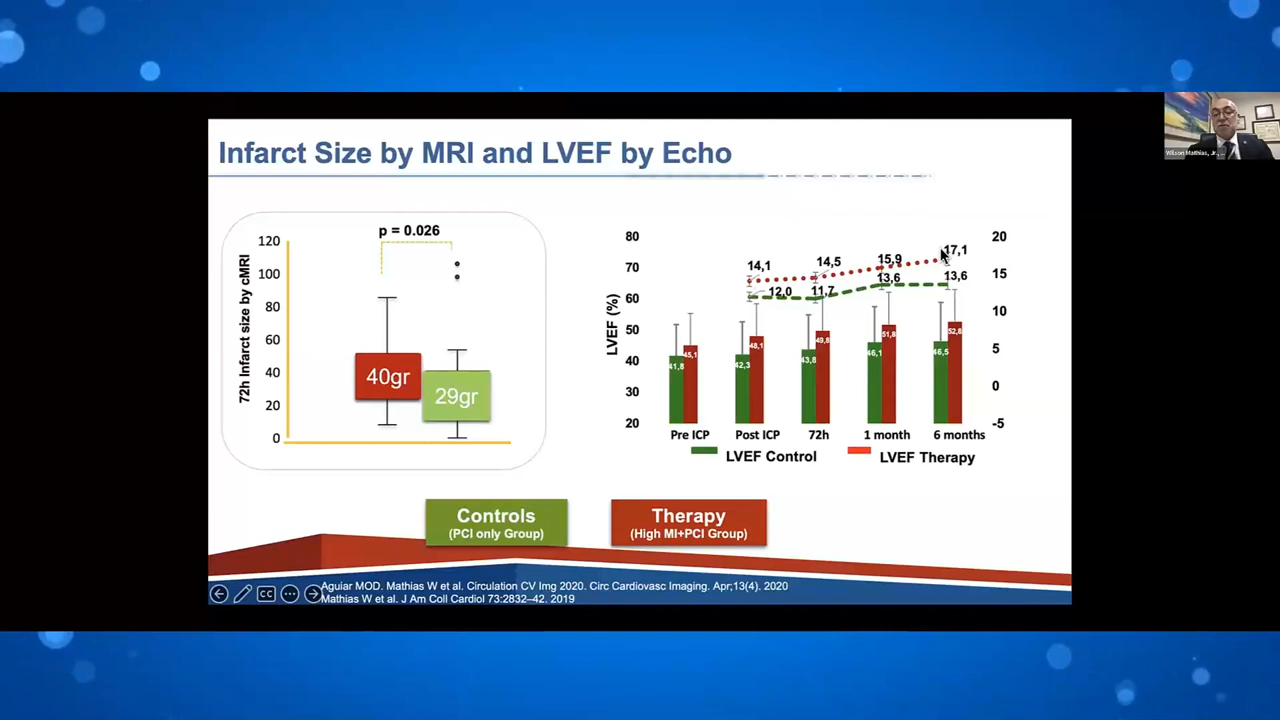 Infarct Size by MRI and LVEF by Echo
Wilson Mathias, Jr.,
72h Infarct size by cMRI
120
100
80
60
40
20
0
p = 0.026
40gr
29gr
LVEF (%)
80
70
60
50
40
30
20
20
15
10
5
0
-5
14,1
14,5
15,9
17,1
12,0
11,7
13,6
13,6
41,8
45,1
42,3
48,1
43,8
49,8
46,1
51,8
46,5
52,8
Pre ICP
Post ICP
72h
1 month
6 months
LVEF Control
LVEF Therapy
Controls
(PCI only Group)
Therapy
(High MI+PCI Group)
CC
Aguiar MOD. Mathias W et al. Circulation CV Img 2020. Circ Cardiovasc Imaging. Apr;13(4). 2020
Mathias W et al. J Am Coll Cardiol 73:2832–42. 2019